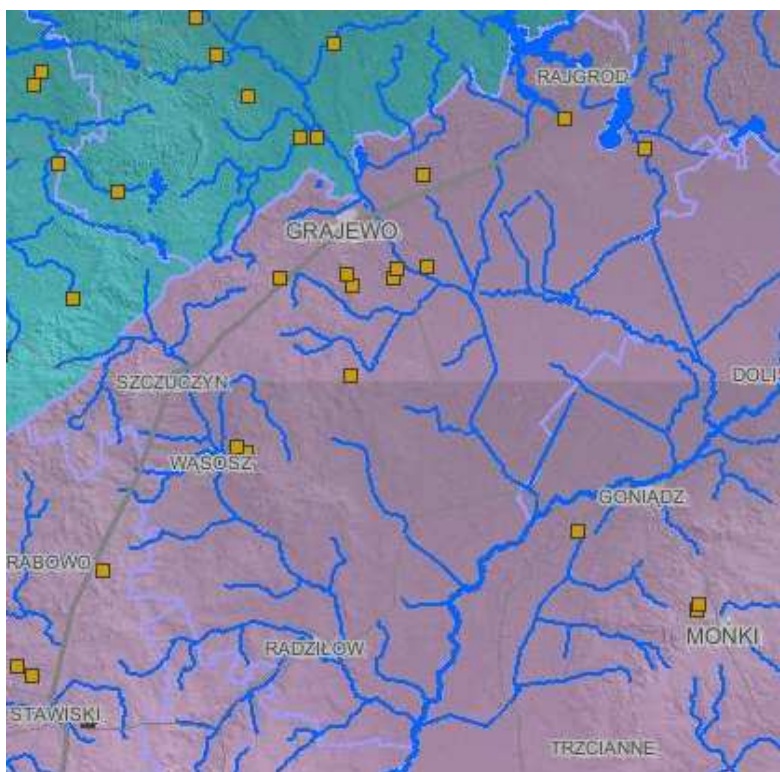 RAJGRÓD
GRAJEWO
SZCZUCZYN
DOLI
WĄSOSZ
GONIĄDZ
RABOWO
MOŃKI
RADZIŁÓW
STAWISKI
TRZCIANNE